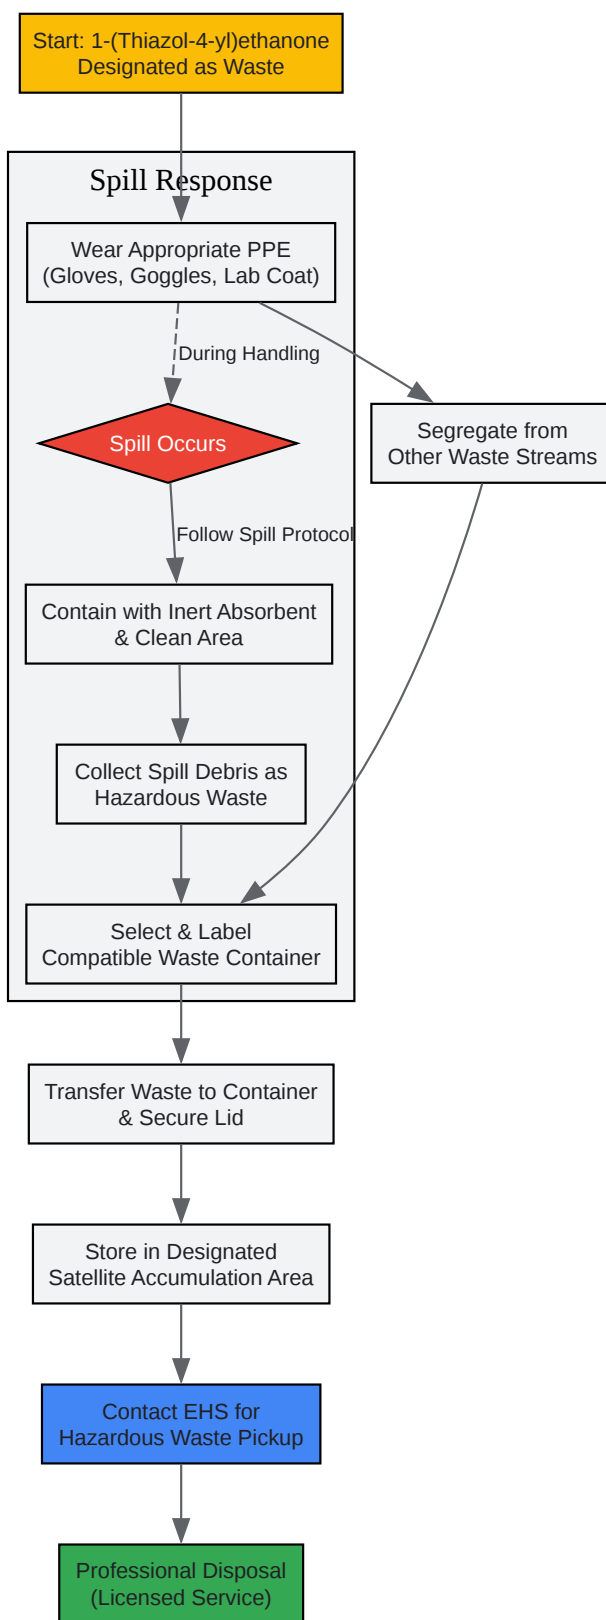 Start: 1-(Thiazol-4-yl)ethanone
Designated as Waste
Spill Response
Wear Appropriate PPE
(Gloves, Goggles, Lab Coat)
During Handling
Spill Occurs
Segregate from
Other Waste Streams
Follow Spill Protocol
Contain with Inert Absorbent
& Clean Area
Collect Spill Debris as
Hazardous Waste
Select & Label
Compatible Waste Container
Transfer Waste to Container
& Secure Lid
Store in Designated
Satellite Accumulation Area
Contact EHS for
Hazardous Waste Pickup
Professional Disposal
(Licensed Service)